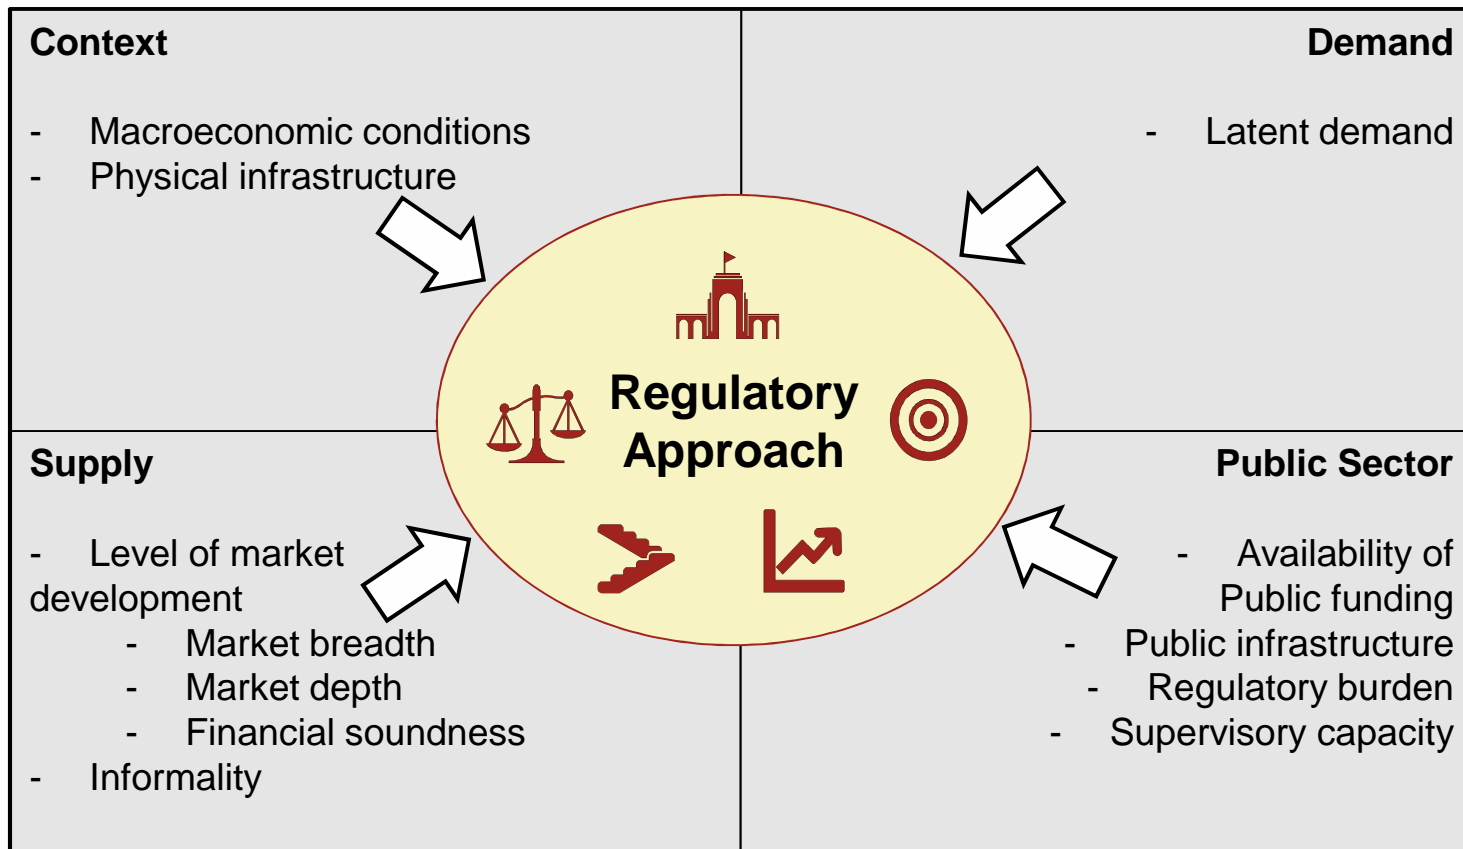 Context
- Macroeconomic conditions
- Physical infrastructure
Demand
- Latent demand
Regulatory
Approach
Supply
- Level of market
development
- Market breadth
- Market depth
- Financial soundness
- Informality
Public Sector
- Availability of
Public funding
- Public infrastructure
- Regulatory burden
- Supervisory capacity